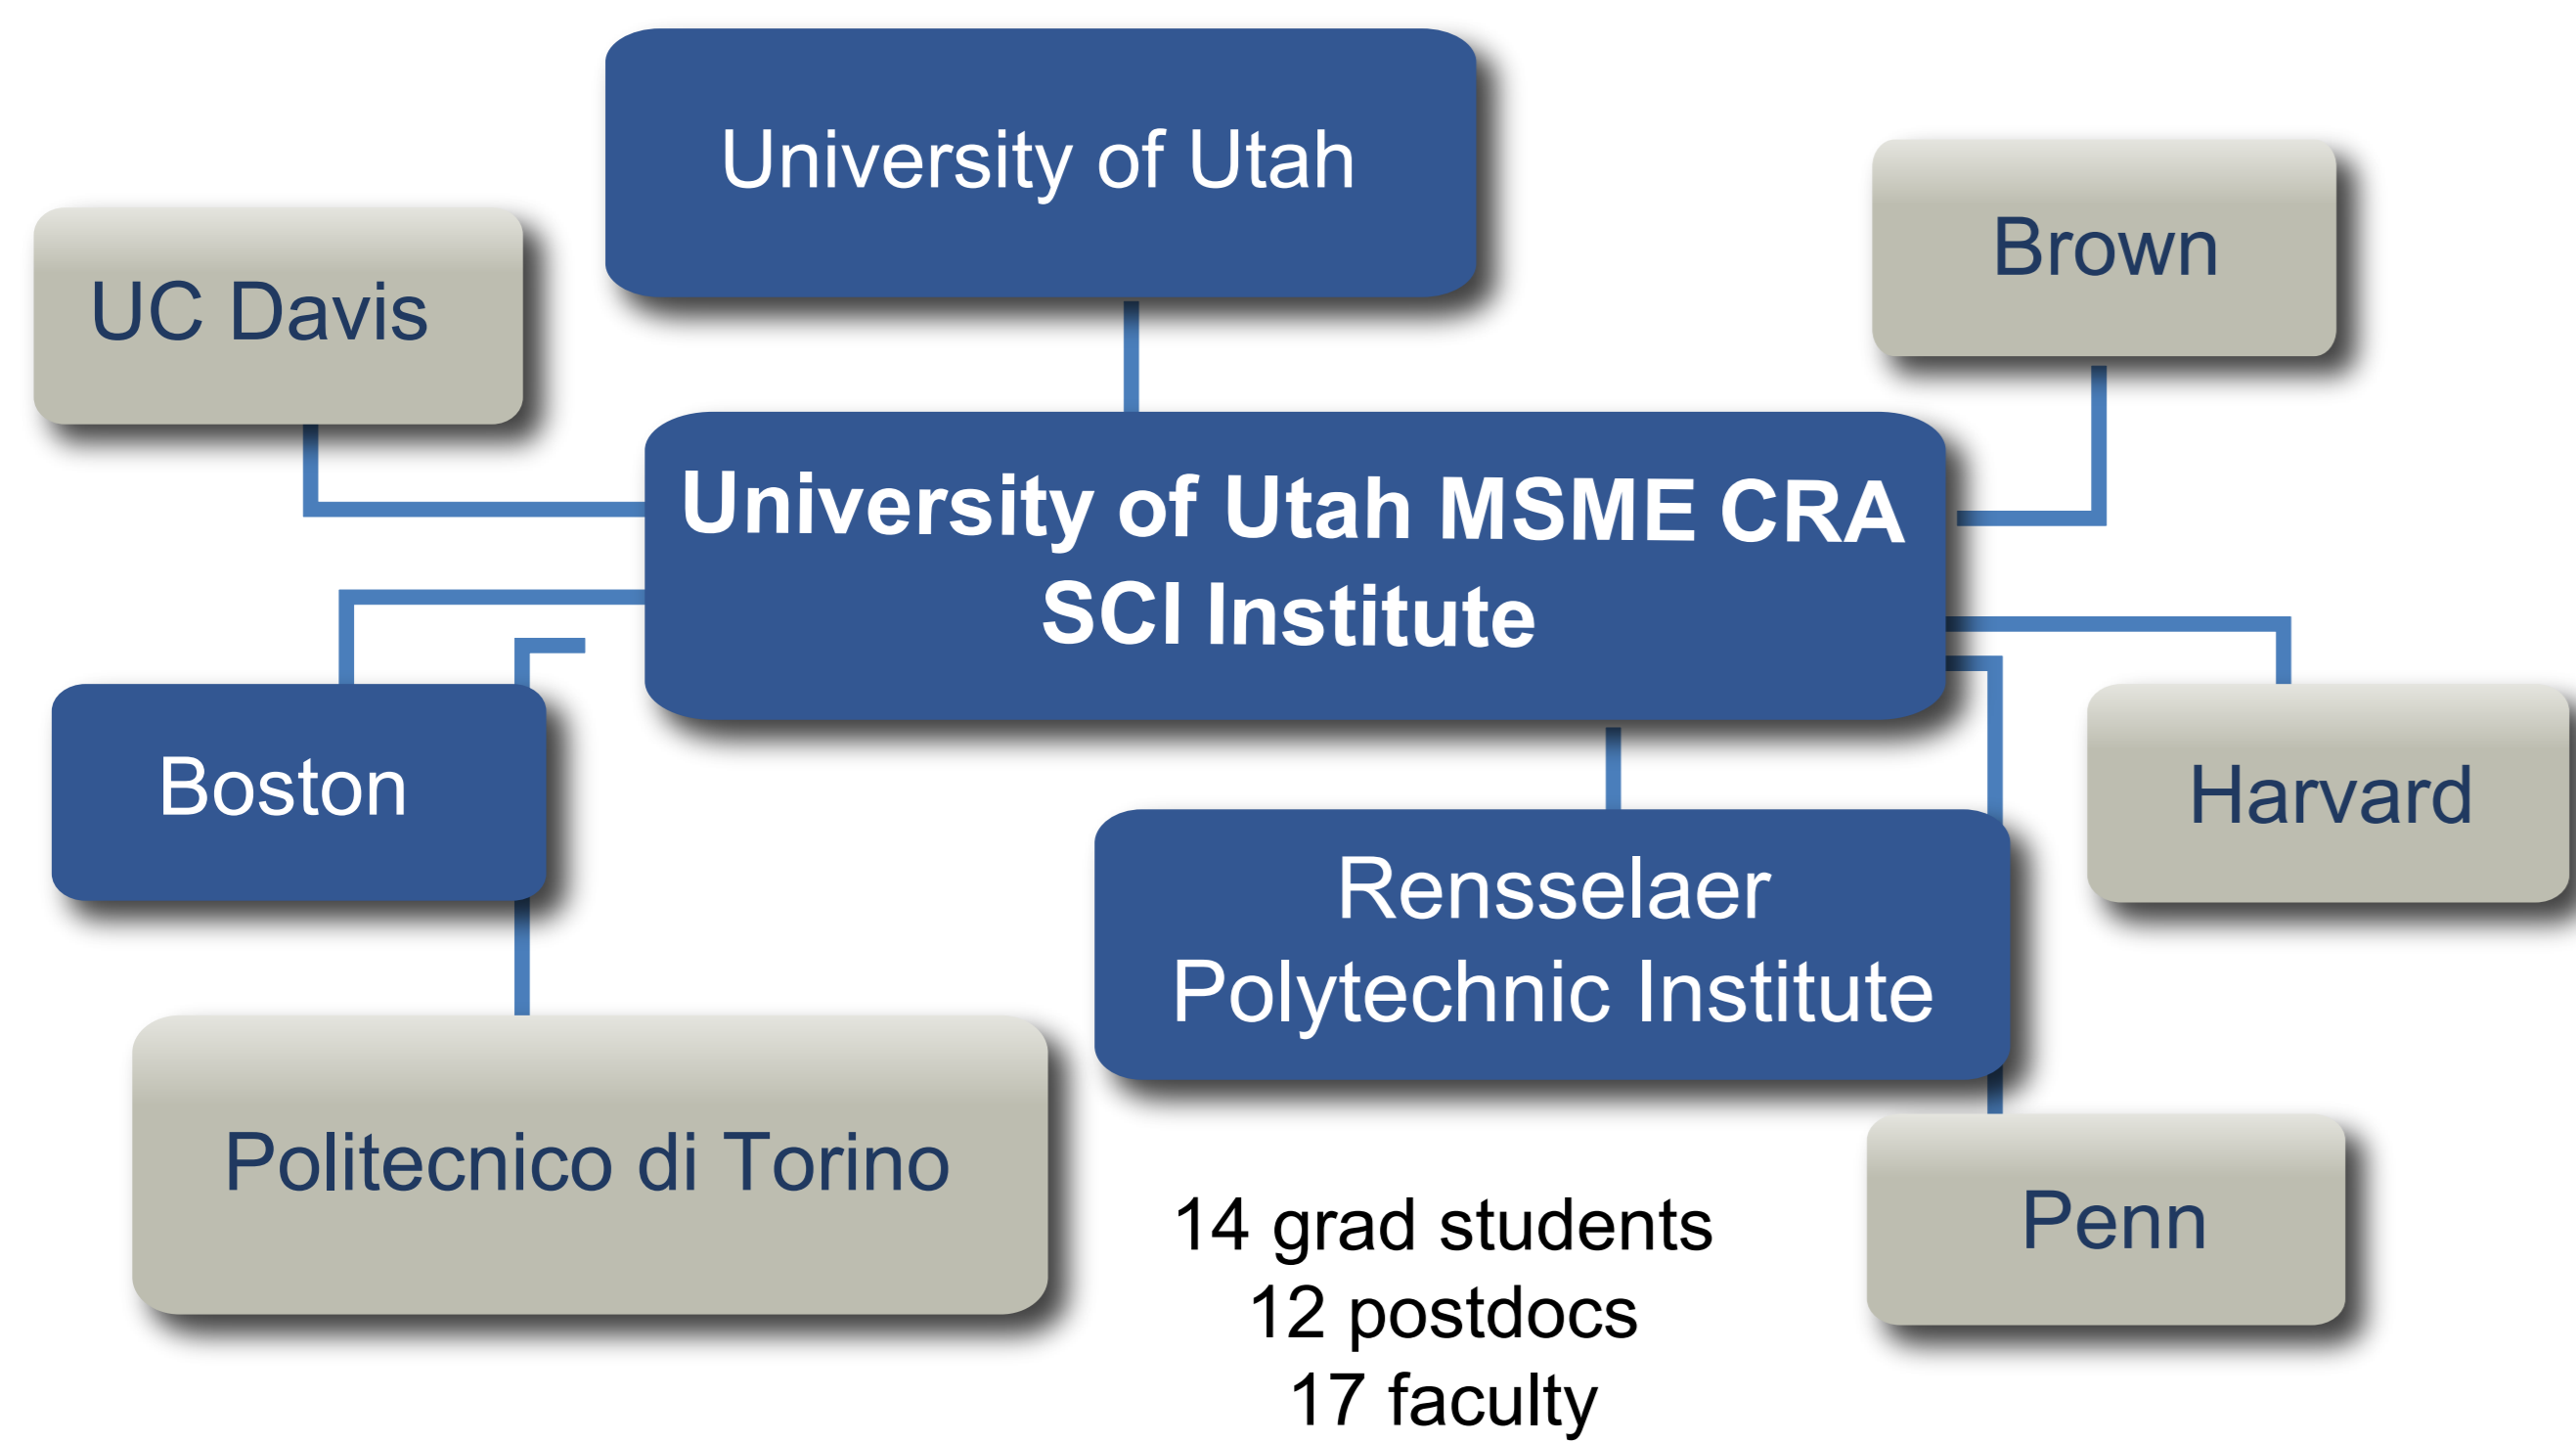 University of Utah
Brown
UC Davis
University of Utah MSME CRA
SCI Institute
Boston
Harvard
Rensselaer
Polytechnic Institute
Politecnico di Torino
Penn
14 grad students
12 postdocs
17 faculty